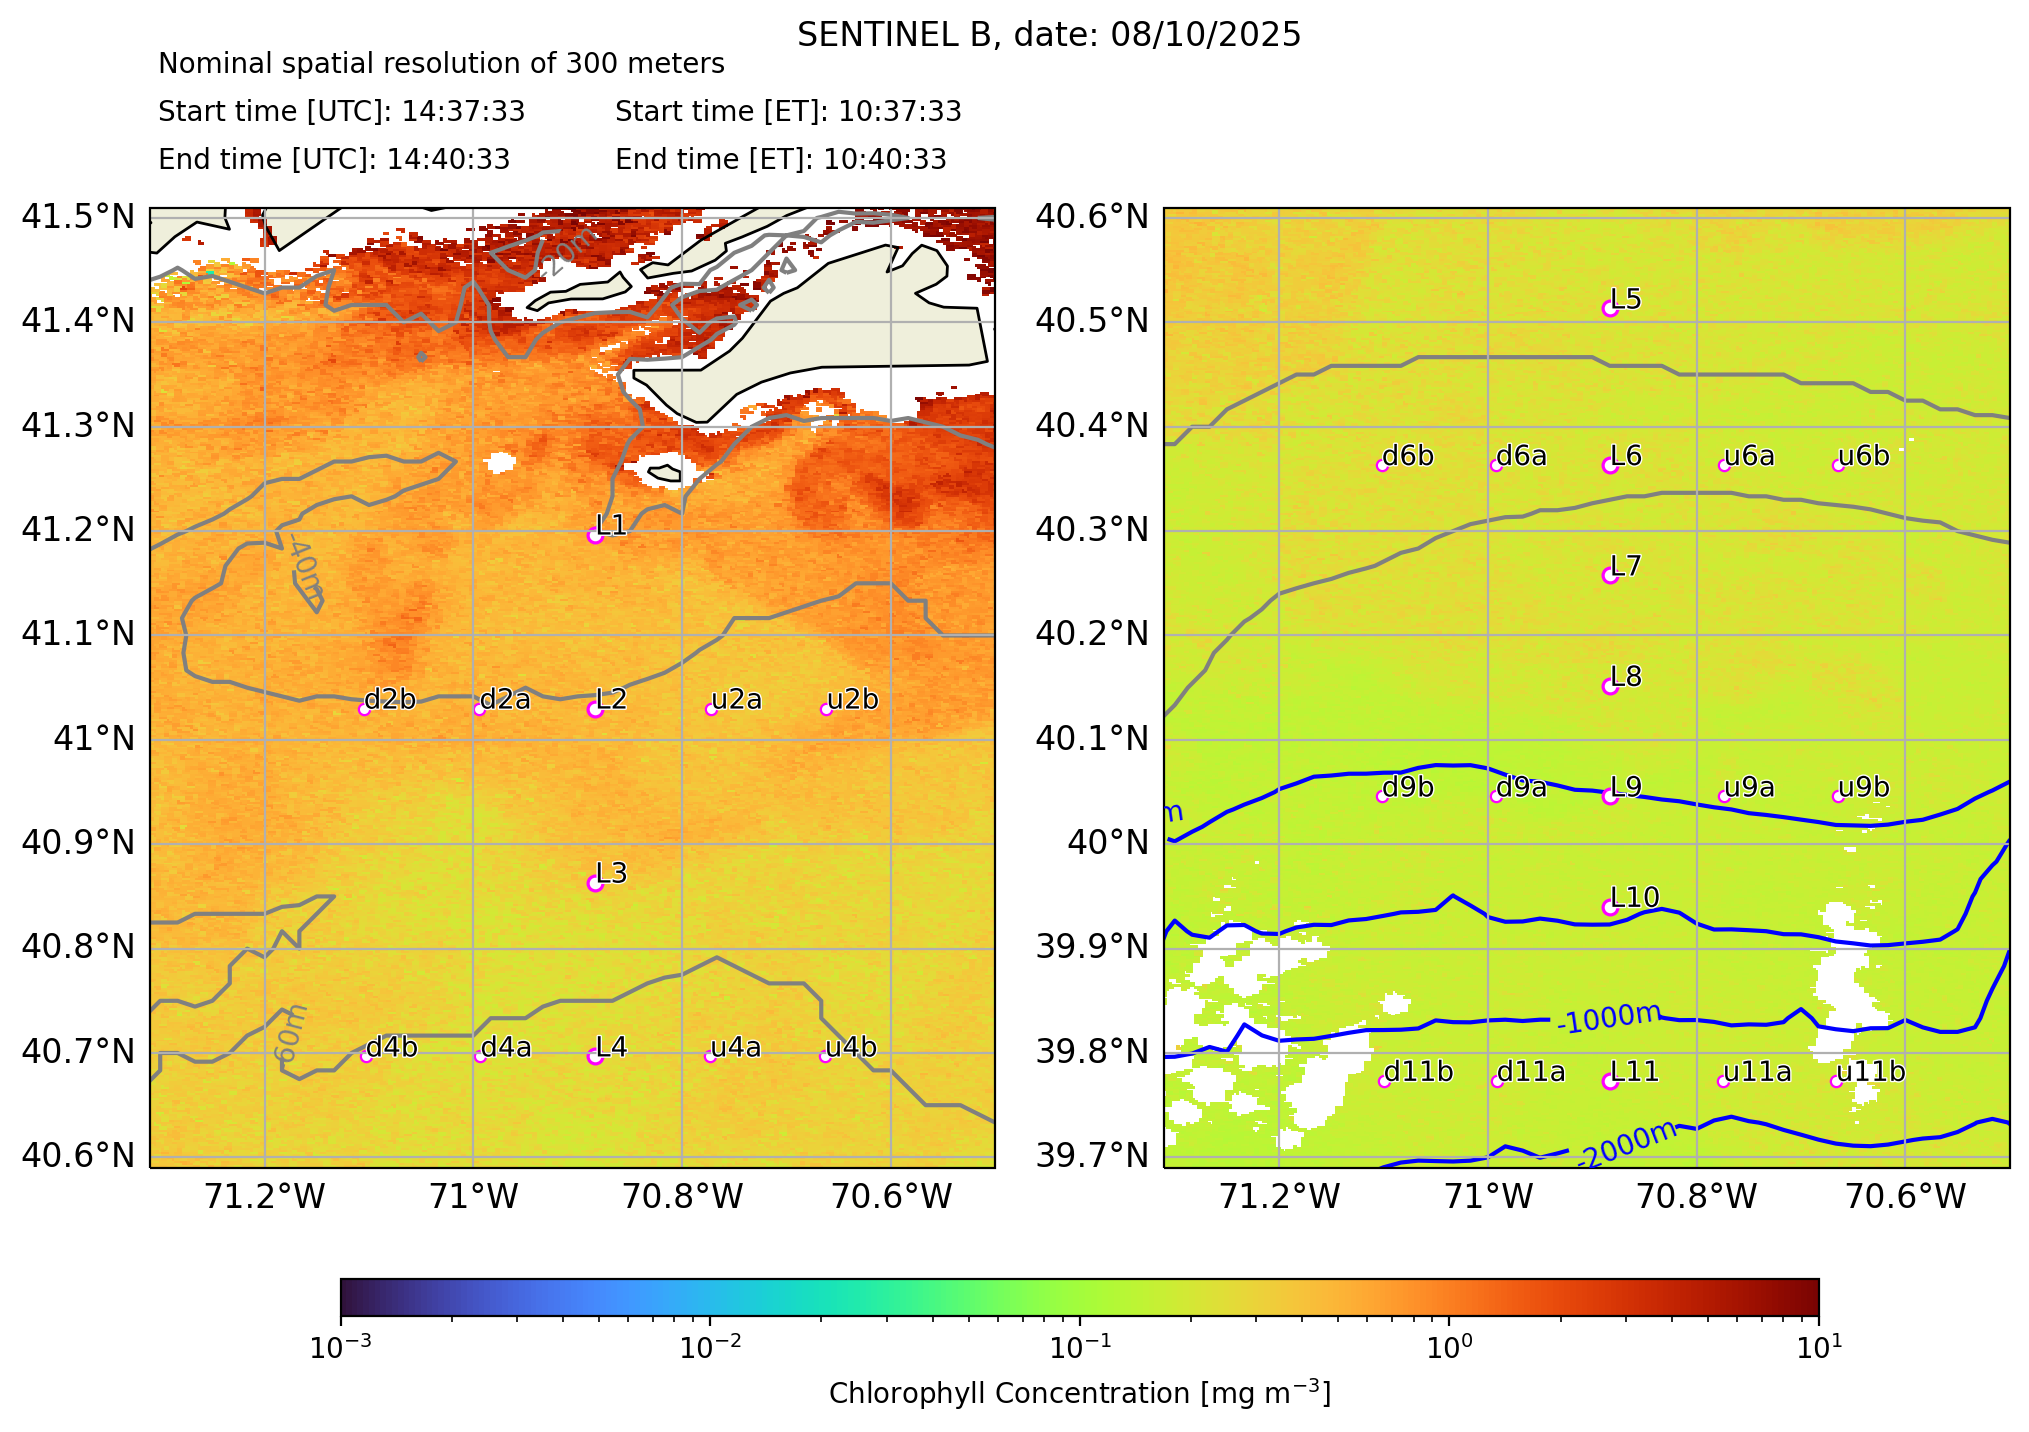 SENTINEL B, date: 08/10/2025
Nominal spatial resolution of 300 meters
Start time [UTC]: 14:37:33 Start time [ET]: 10:37:33
End time [UTC]: 14:40:33 End time [ET]: 10:40:33
41.5°N
41.4°N
41.3°N
41.2°N
41.1°N
41°N
40.9°N
40.8°N
40.7°N
40.6°N
-20m
-40m
-60m
L1
d2b d2a L2 u2a u2b
L3
d4b d4a L4 u4a u4b
71.2°W 71°W 70.8°W 70.6°W
40.6°N
40.5°N
40.4°N
40.3°N
40.2°N
40.1°N
40°N
39.9°N
39.8°N
39.7°N
L5
d6b d6a L6 u6a u6b
L7
L8
d9b d9a L9 u9a u9b
m
L10
-1000m
d11b d11a L11 u11a u11b
-2000m
71.2°W 71°W 70.8°W 70.6°W
10⁻³ 10⁻² 10⁻¹ 10⁰ 10¹
Chlorophyll Concentration [mg m⁻³]